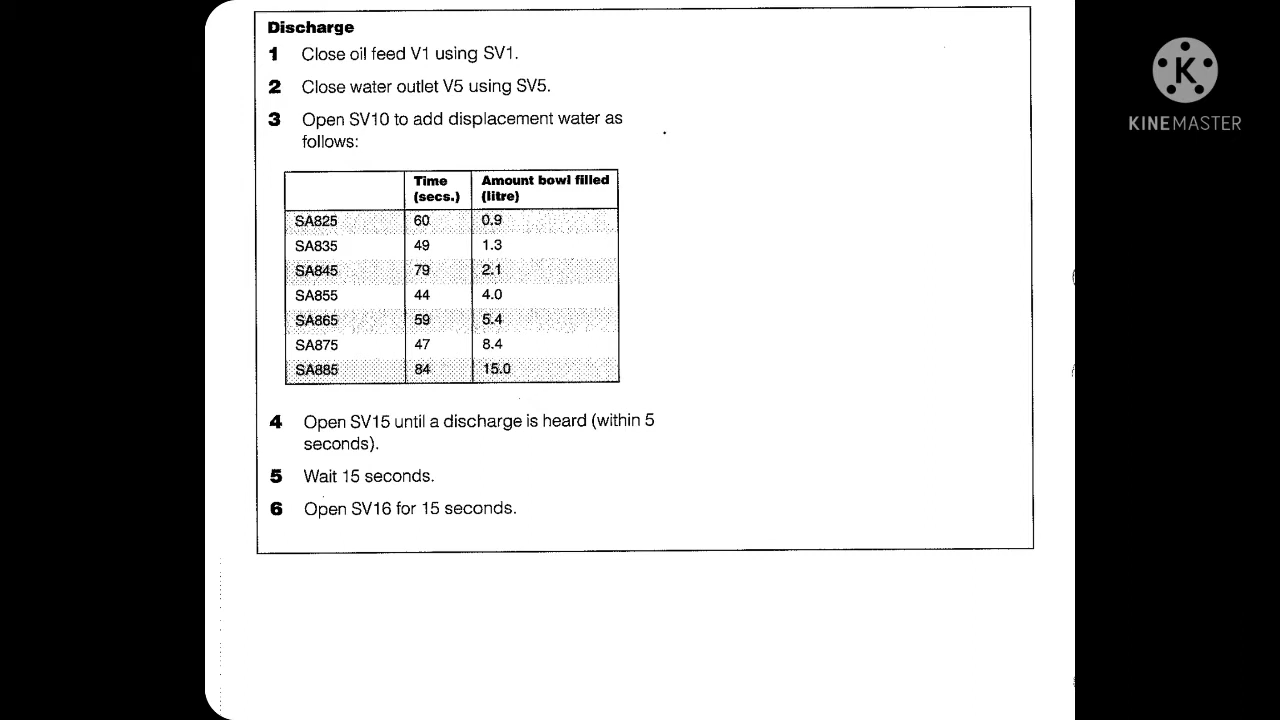 Discharge
1 Close oil feed V1 using SV1.
2 Close water outlet V5 using SV5.
3 Open SV10 to add displacement water as
follows:
Time Amount bowl filled
(secs.) (litre)
SA825 60 0.9
SA835 49 1.3
SA845 79 2.1
SA855 44 4.0
SA865 59 5.4
SA875 47 8.4
SA885 84 15.0
4 Open SV15 until a discharge is heard (within 5
seconds).
5 Wait 15 seconds.
6 Open SV16 for 15 seconds.
K
KINEMASTER